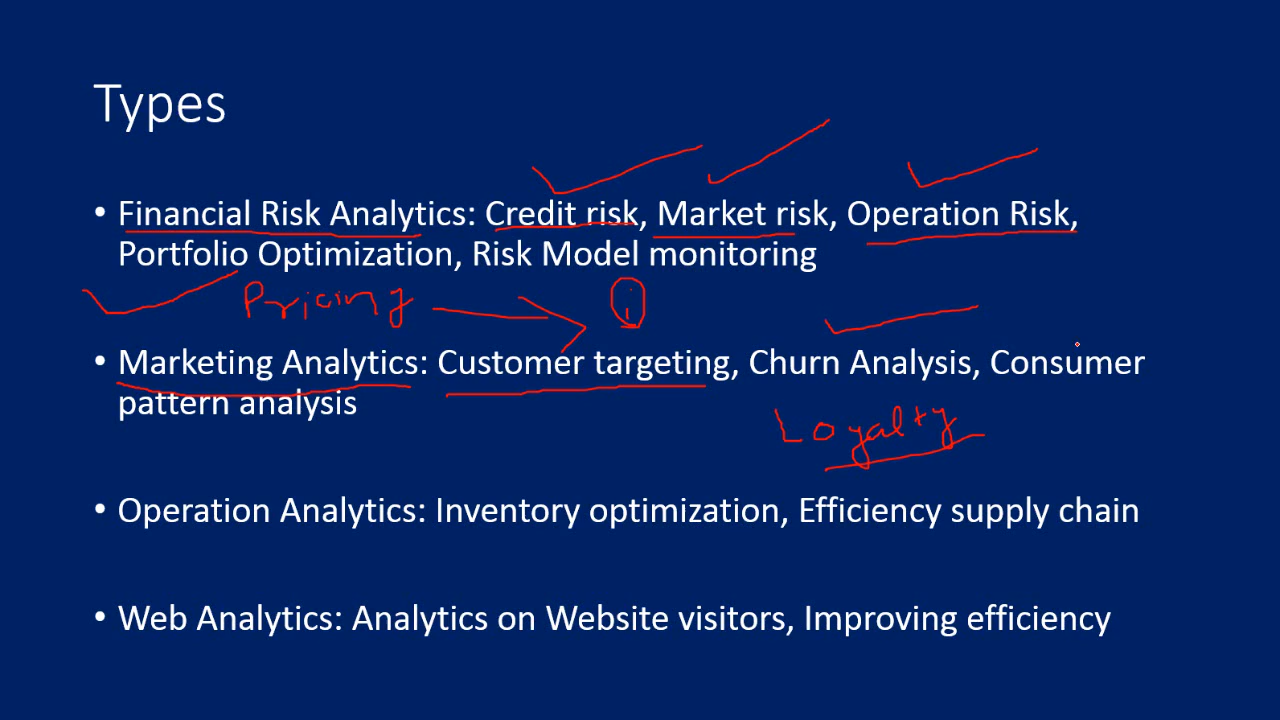 Types
• Financial Risk Analytics: Credit risk, Market risk, Operation Risk,
Portfolio Optimization, Risk Model monitoring
Pricing i
• Marketing Analytics: Customer targeting, Churn Analysis, Consumer
pattern analysis
Loyalty
• Operation Analytics: Inventory optimization, Efficiency supply chain
• Web Analytics: Analytics on Website visitors, Improving efficiency